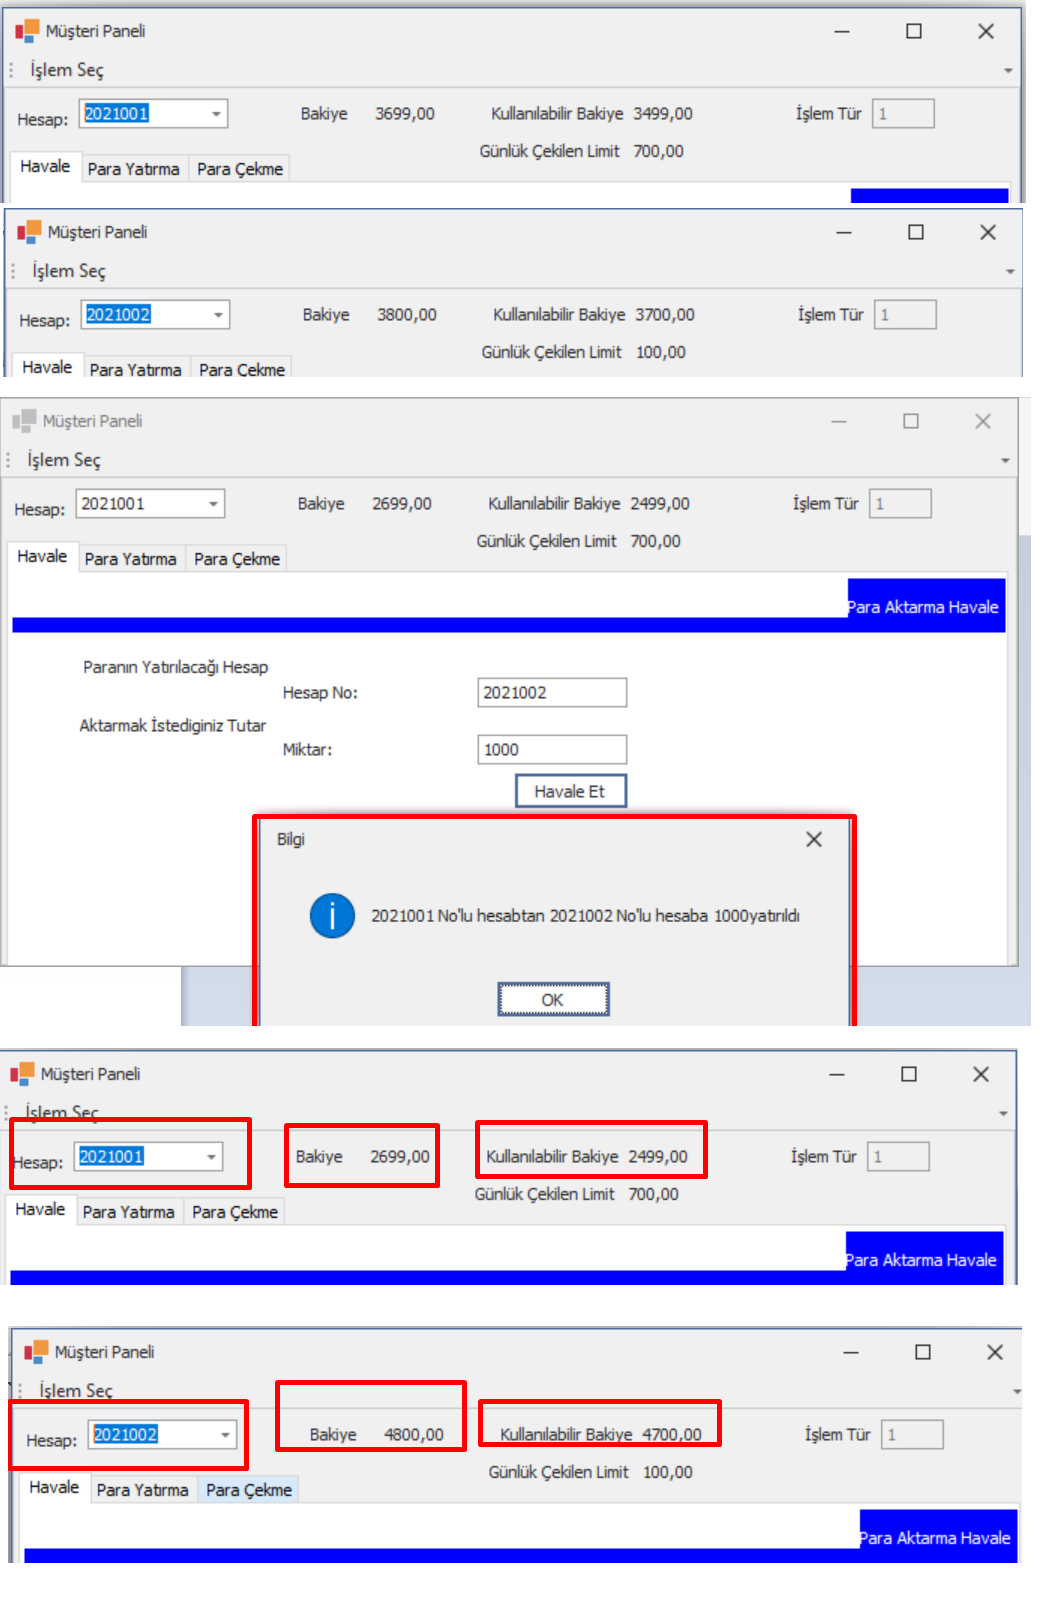 Müşteri Paneli
İşlem Seç
Hesap: 2021001 Bakiye 3699,00 Kullanılabilir Bakiye 3499,00 İşlem Tür 1
Günlük Çekilen Limit 700,00
Havale Para Yatırma Para Çekme
Müşteri Paneli
İşlem Seç
Hesap: 2021002 Bakiye 3800,00 Kullanılabilir Bakiye 3700,00 İşlem Tür 1
Günlük Çekilen Limit 100,00
Havale Para Yatırma Para Çekme
Müşteri Paneli
İşlem Seç
Hesap: 2021001 Bakiye 2699,00 Kullanılabilir Bakiye 2499,00 İşlem Tür 1
Günlük Çekilen Limit 700,00
Havale Para Yatırma Para Çekme
Para Aktarma Havale
Paranın Yatırılacağı Hesap
Hesap No: 2021002
Aktarmak İstediginiz Tutar
Miktar: 1000
Havale Et
Bilgi
2021001 No'lu hesabtan 2021002 No'lu hesaba 1000yatırıldı
OK
Müşteri Paneli
İşlem Seç
Hesap: 2021001 Bakiye 2699,00 Kullanılabilir Bakiye 2499,00 İşlem Tür 1
Günlük Çekilen Limit 700,00
Havale Para Yatırma Para Çekme
Para Aktarma Havale
Müşteri Paneli
İşlem Seç
Hesap: 2021002 Bakiye 4800,00 Kullanılabilir Bakiye 4700,00 İşlem Tür 1
Günlük Çekilen Limit 100,00
Havale Para Yatırma Para Çekme
Para Aktarma Havale